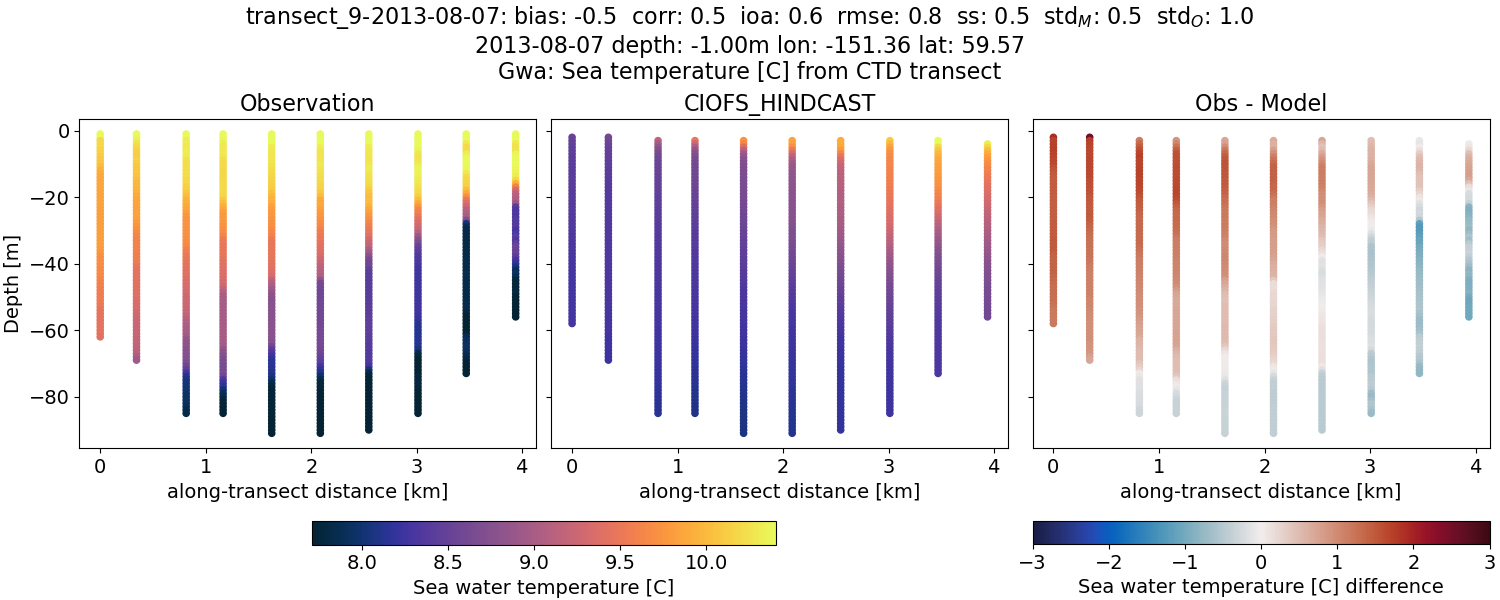 transect_9-2013-08-07: bias: -0.5 corr: 0.5 ioa: 0.6 rmse: 0.8 ss: 0.5 std_M: 0.5 std_O: 1.0
2013-08-07 depth: -1.00m lon: -151.36 lat: 59.57
Gwa: Sea temperature [C] from CTD transect
Observation
CIOFS_HINDCAST
Obs - Model
Depth [m]
0
−20
−40
−60
−80
0 1 2 3 4
0 1 2 3 4
0 1 2 3 4
along-transect distance [km]
along-transect distance [km]
along-transect distance [km]
8.0 8.5 9.0 9.5 10.0
Sea water temperature [C]
−3 −2 −1 0 1 2 3
Sea water temperature [C] difference